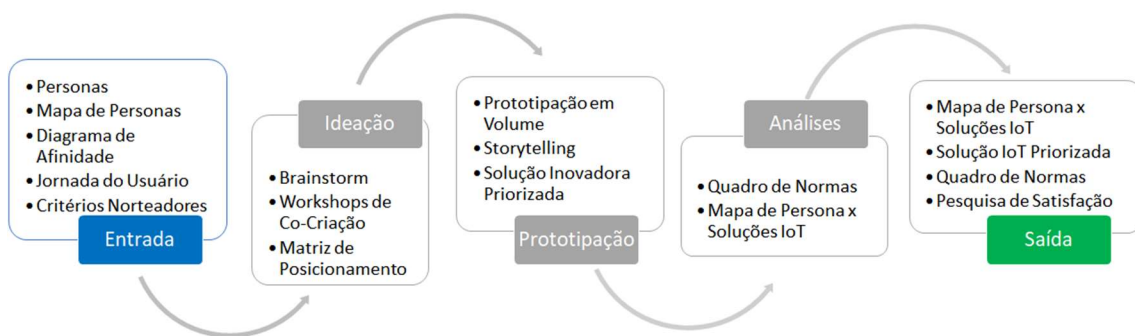 • Personas
• Mapa de Personas
• Diagrama de
Afinidade
• Jornada do Usuário
• Critérios Norteadores
Entrada
Ideação
• Brainstorm
• Workshops de
Co-Criação
• Matriz de
Posicionamento
• Prototipação em
Volume
• Storytelling
• Solução Inovadora
Priorizada
Prototipação
Análises
• Quadro de Normas
• Mapa de Persona x
Soluções IoT
• Mapa de Persona x
Soluções IoT
• Solução IoT Priorizada
• Quadro de Normas
• Pesquisa de Satisfação
Saída